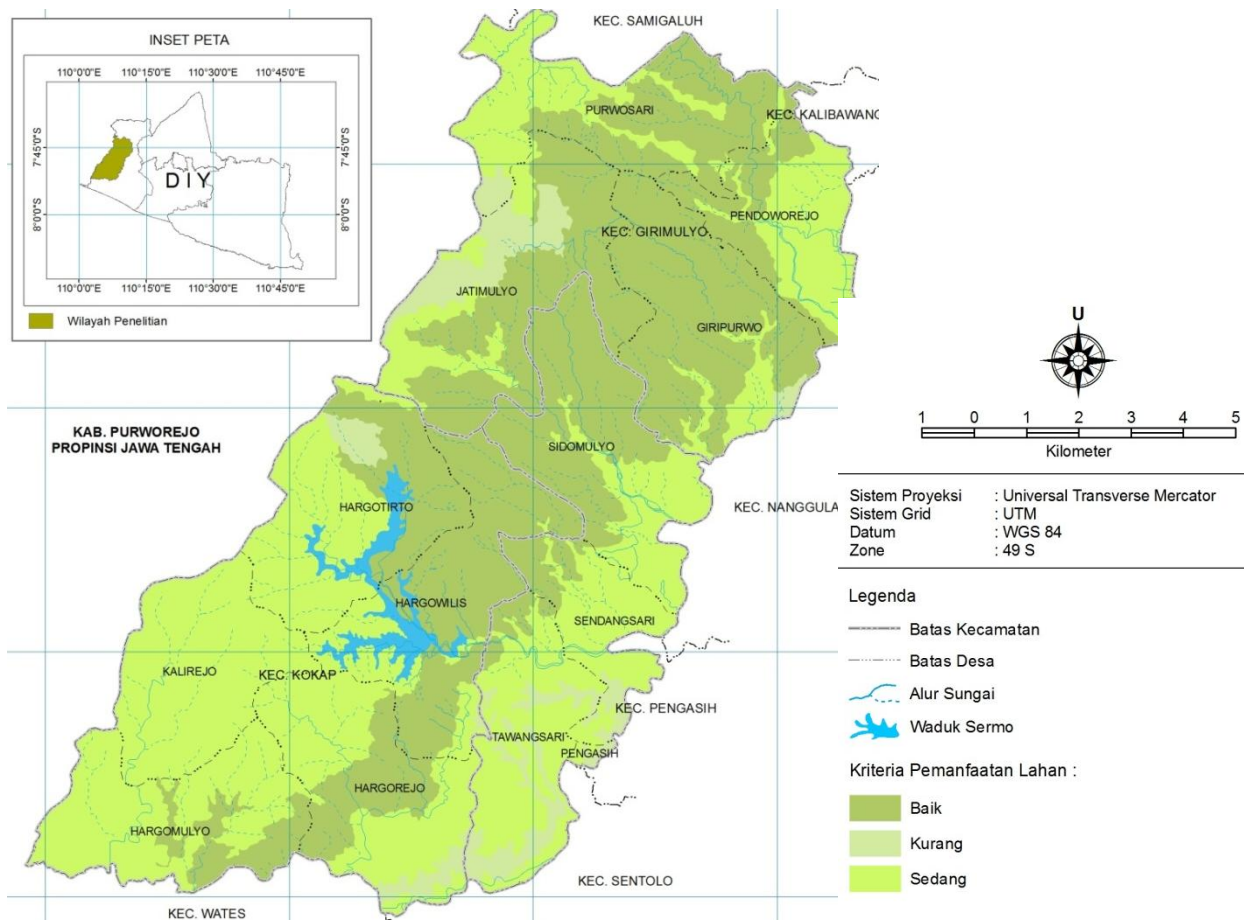 INSET PETA
110°0'0"E 110°15'0"E 110°30'0"E 110°45'0"E
7°45'0"S 7°45'0"S
8°0'0"S 8°0'0"S
DIY
110°0'0"E 110°15'0"E 110°30'0"E 110°45'0"E
Wilayah Penelitian
KEC. SAMIGALUH
PURWOSARI
KEC. KALIBAWANG
PENDOWOREJO
KEC. GIRIMULYO
JATIMULYO
GIRIPURWO
KAB. PURWOREJO
PROPINSI JAWA TENGAH
SIDOMULYO
HARGOTIRTO
KEC. NANGGULA
HARGOWILIS
SENDANGSARI
KALIREJO
KEC. KOKAP
KEC. PENGASIH
TAWANGSARI
PENGASIH
HARGOREJO
HARGOMULYO
KEC. SENTOLO
KEC. WATES
U
1 0 1 2 3 4 5
Kilometer
Sistem Proyeksi : Universal Transverse Mercator
Sistem Grid : UTM
Datum : WGS 84
Zone : 49 S
Legenda
Batas Kecamatan
Batas Desa
Alur Sungai
Waduk Sermo
Kriteria Pemanfaatan Lahan :
Baik
Kurang
Sedang